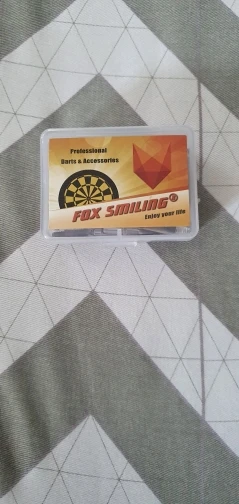 Professional
Darts & Accessories
FOX SMILING®
Enjoy your life